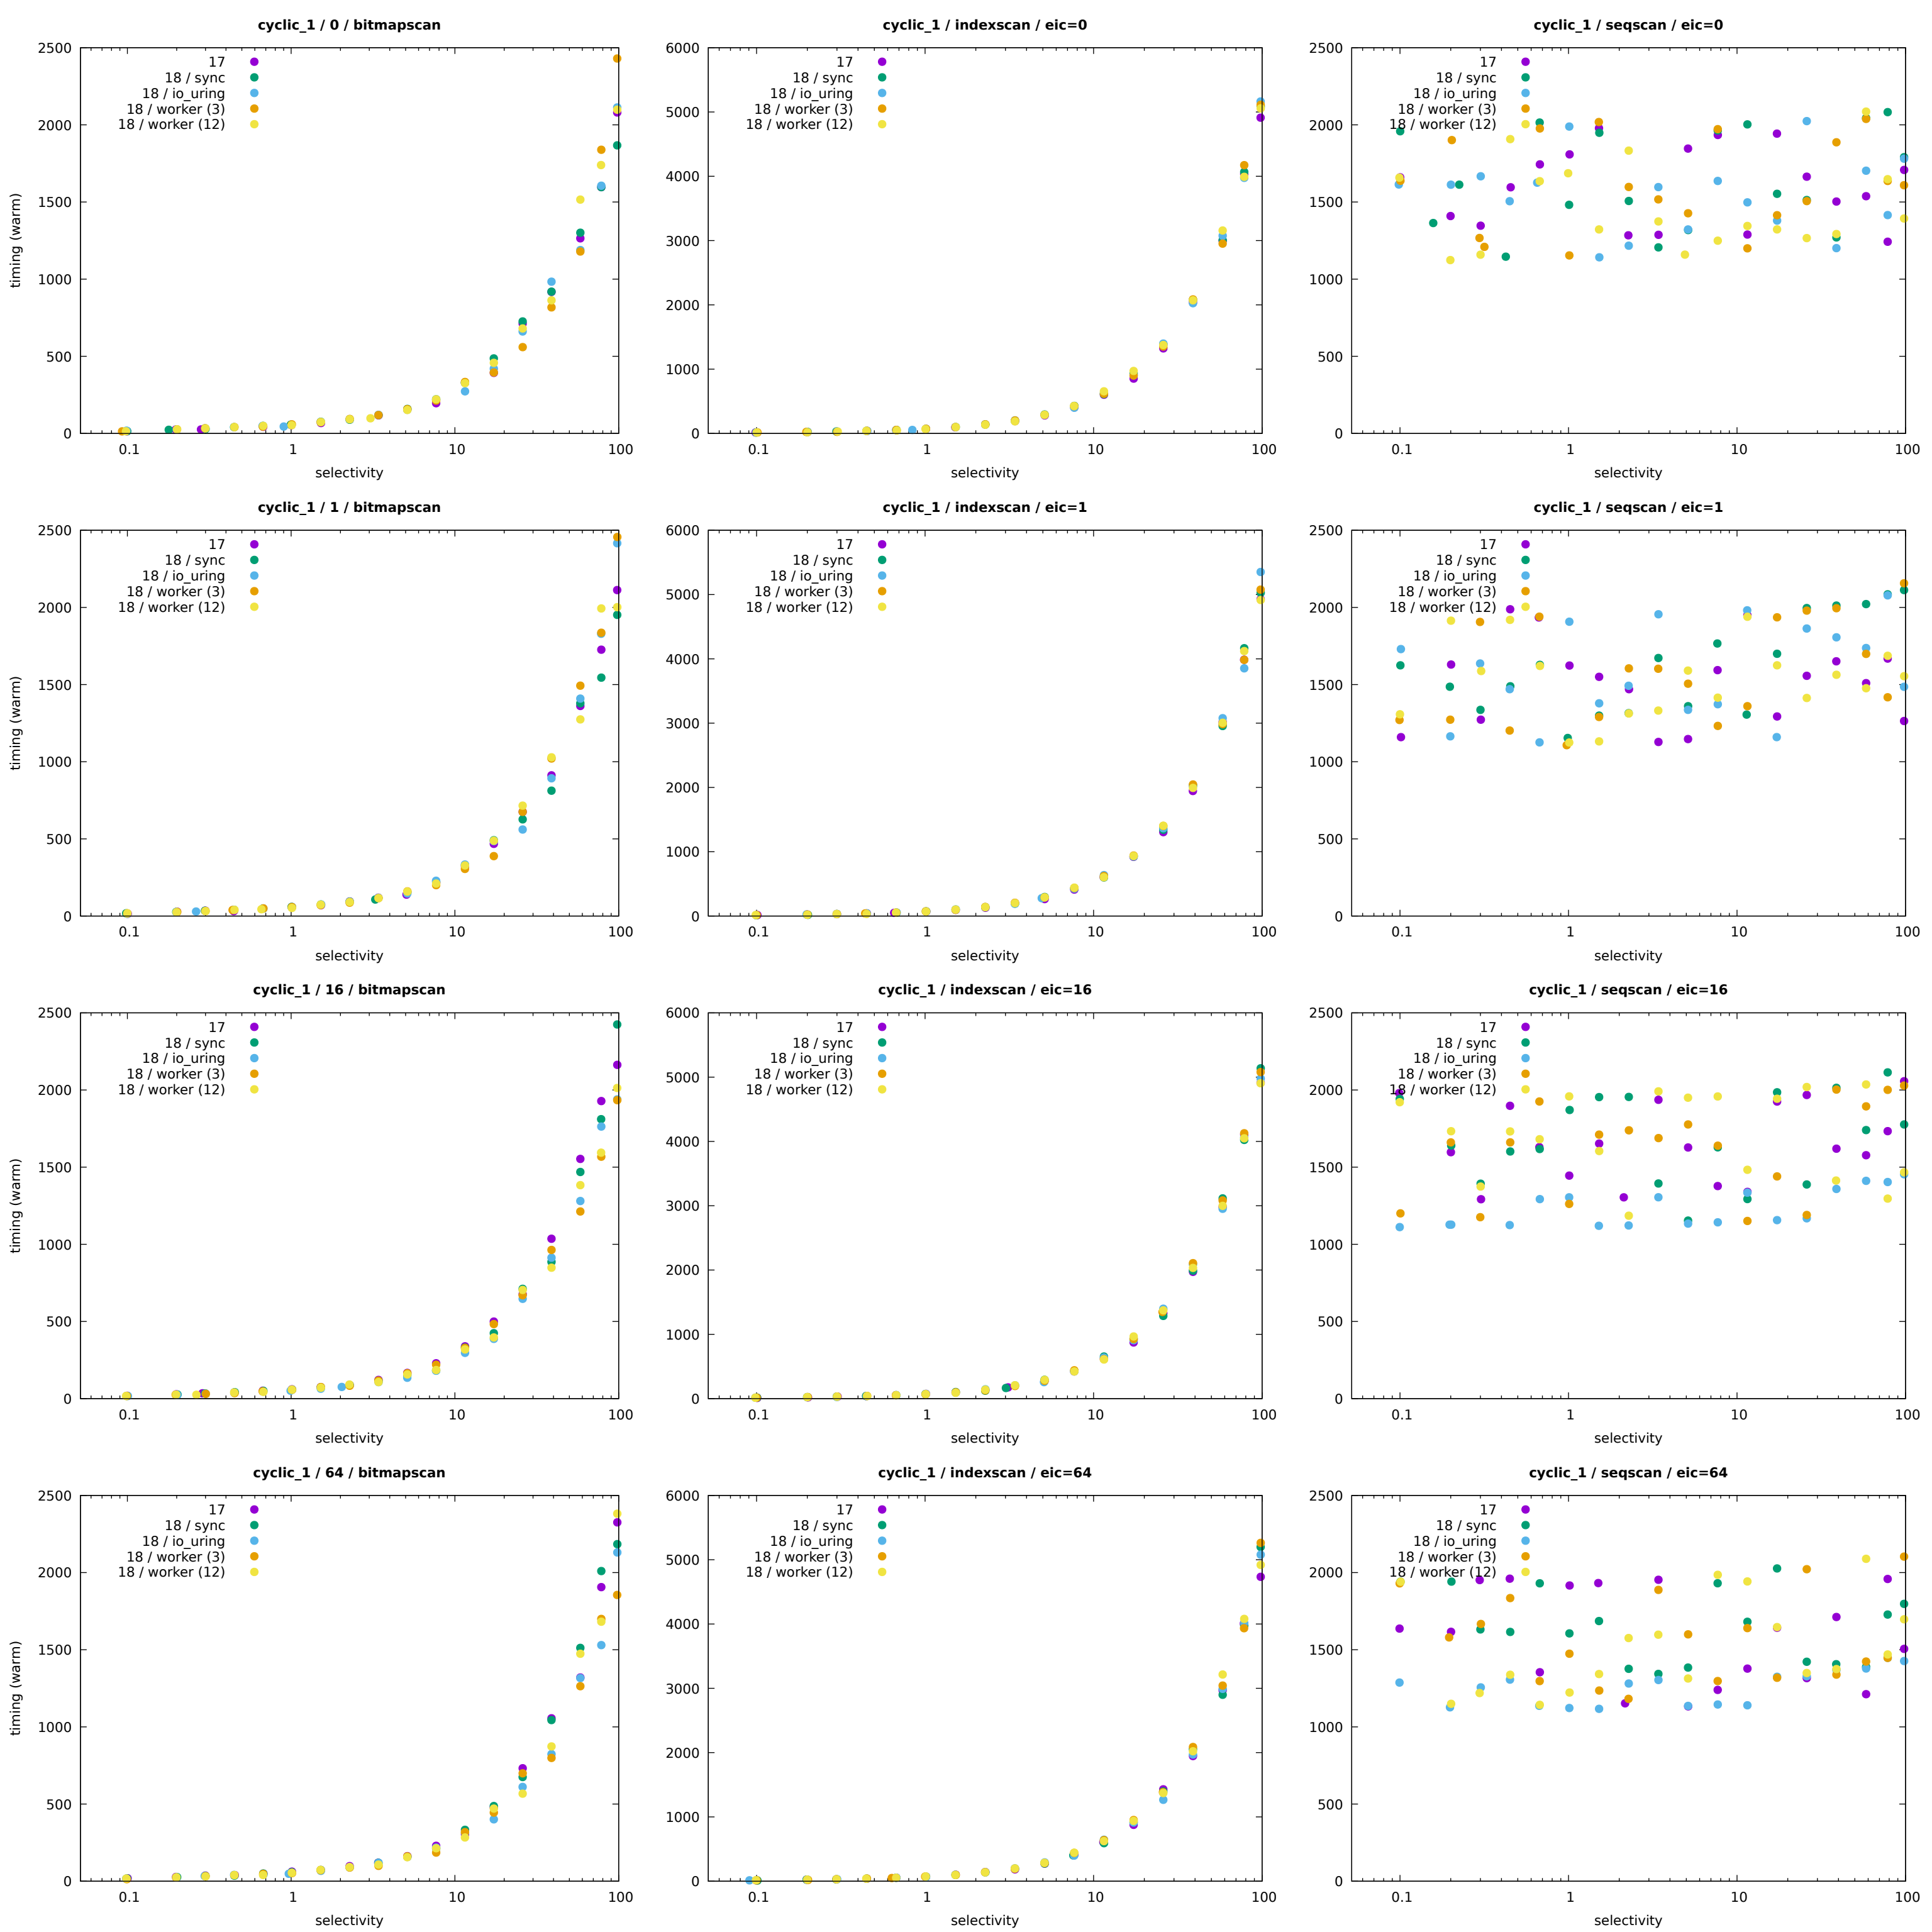 cyclic_1 / 0 / bitmapscan
timing (warm)
2500
2000
1500
1000
500
0
17
18 / sync
18 / io_uring
18 / worker (3)
18 / worker (12)
0.1 1 10 100
selectivity
cyclic_1 / indexscan / eic=0
6000
5000
4000
3000
2000
1000
0
17
18 / sync
18 / io_uring
18 / worker (3)
18 / worker (12)
0.1 1 10 100
selectivity
cyclic_1 / seqscan / eic=0
2500
2000
1500
1000
500
0
17
18 / sync
18 / io_uring
18 / worker (3)
18 / worker (12)
0.1 1 10 100
selectivity
cyclic_1 / 1 / bitmapscan
timing (warm)
2500
2000
1500
1000
500
0
17
18 / sync
18 / io_uring
18 / worker (3)
18 / worker (12)
0.1 1 10 100
selectivity
cyclic_1 / indexscan / eic=1
6000
5000
4000
3000
2000
1000
0
17
18 / sync
18 / io_uring
18 / worker (3)
18 / worker (12)
0.1 1 10 100
selectivity
cyclic_1 / seqscan / eic=1
2500
2000
1500
1000
500
0
17
18 / sync
18 / io_uring
18 / worker (3)
18 / worker (12)
0.1 1 10 100
selectivity
cyclic_1 / 16 / bitmapscan
timing (warm)
2500
2000
1500
1000
500
0
17
18 / sync
18 / io_uring
18 / worker (3)
18 / worker (12)
0.1 1 10 100
selectivity
cyclic_1 / indexscan / eic=16
6000
5000
4000
3000
2000
1000
0
17
18 / sync
18 / io_uring
18 / worker (3)
18 / worker (12)
0.1 1 10 100
selectivity
cyclic_1 / seqscan / eic=16
2500
2000
1500
1000
500
0
17
18 / sync
18 / io_uring
18 / worker (3)
18 / worker (12)
0.1 1 10 100
selectivity
cyclic_1 / 64 / bitmapscan
timing (warm)
2500
2000
1500
1000
500
0
17
18 / sync
18 / io_uring
18 / worker (3)
18 / worker (12)
0.1 1 10 100
selectivity
cyclic_1 / indexscan / eic=64
6000
5000
4000
3000
2000
1000
0
17
18 / sync
18 / io_uring
18 / worker (3)
18 / worker (12)
0.1 1 10 100
selectivity
cyclic_1 / seqscan / eic=64
2500
2000
1500
1000
500
0
17
18 / sync
18 / io_uring
18 / worker (3)
18 / worker (12)
0.1 1 10 100
selectivity